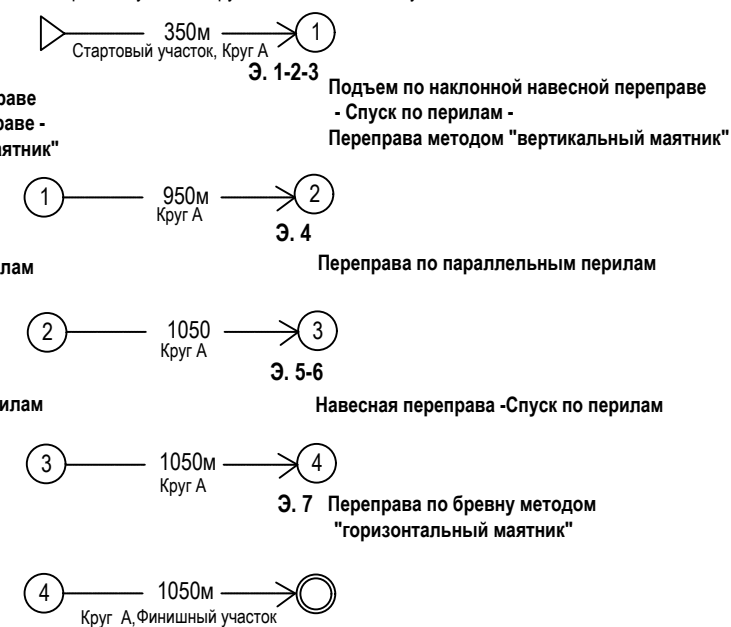 350м
1
Стартовый участок, Круг А
Э. 1-2-3
Подъем по наклонной навесной переправе
- Спуск по перилам -
Переправа методом "вертикальный маятник"
1
950м
2
Круг А
Э. 4
Переправа по параллельным перилам
2
1050
3
Круг А
Э. 5-6
Навесная переправа -Спуск по перилам
3
1050м
4
Круг А
Э. 7 Переправа по бревну методом
"горизонтальный маятник"
4
1050м
Круг А,Финишный участок